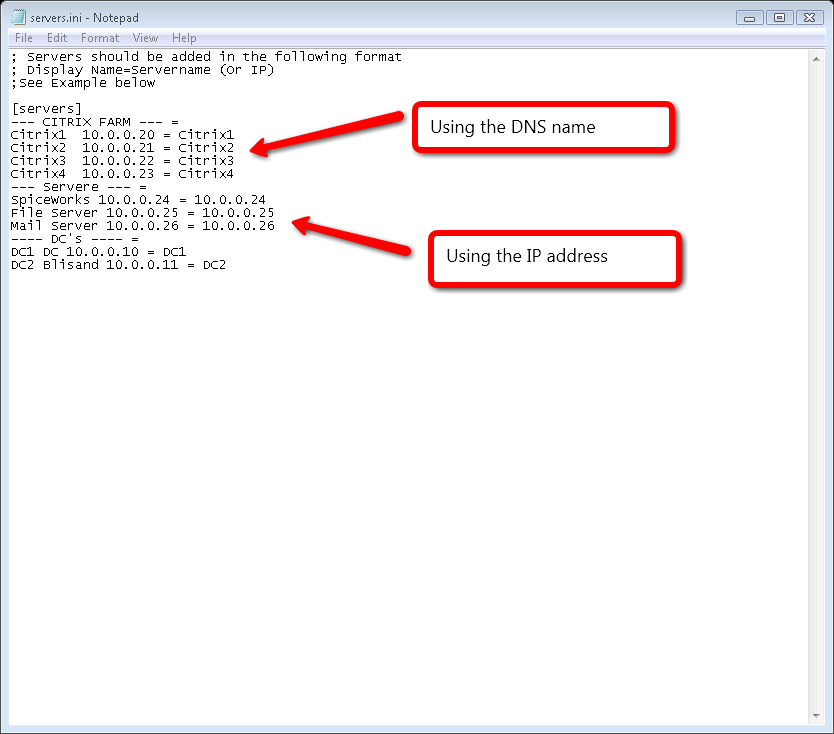 servers.ini - Notepad
File Edit Format View Help
; Servers should be added in the following format
; Display Name=Servername (Or IP)
;See Example below
[servers]
--- CITRIX FARM --- =
Citrix1  10.0.0.20 = Citrix1
Citrix2  10.0.0.21 = Citrix2
Citrix3  10.0.0.22 = Citrix3
Citrix4  10.0.0.23 = Citrix4
--- Servere --- =
SpiceWorks 10.0.0.24 = 10.0.0.24
File Server 10.0.0.25 = 10.0.0.25
Mail Server 10.0.0.26 = 10.0.0.26
---- DC's ---- =
DC1 DC 10.0.0.10 = DC1
DC2 Blisand 10.0.0.11 = DC2
Using the DNS name
Using the IP address